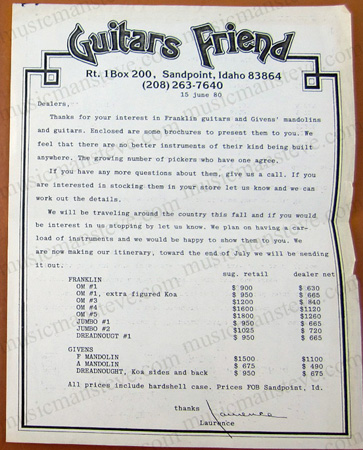 Guitars Friend
Rt. 1 Box 200, Sandpoint, Idaho 83864
(208) 263-7640
15 june 80
Dealers,
Thanks for your interest in Franklin guitars and Givens' mandolins
and guitars. Enclosed are some brochures to present them to you. We
feel that there are no better instruments of their kind being built
anywhere. The growing number of pickers who have one agree.
If you have any more questions about them, give us a call. If you
are interested in stocking them in your store let us know and we can
work out the details.
We will be traveling around the country this fall and if you would
be interest in us stopping by let us know. We plan on having a car-
load of instruments and we would be happy to show them to you. We
are now making our itinerary, toward the end of July we will be sending
it out.
sug. retail dealer net
FRANKLIN
OM #1 $ 900 $ 630
OM #1, extra figured Koa $ 950 $ 665
OM #3 $1200 $ 840
OM #4 $1600 $1120
OM #5 $1800 $1260
JUMBO #1 $ 950 $ 665
JUMBO #2 $1025 $ 720
DREADNOUGT #1 $ 950 $ 665
GIVENS
F MANDOLIN $1500 $1100
A MANDOLIN $ 675 $ 490
DREADNOUGHT, Koa sides and back $ 950 $ 675
All prices include hardshell case. Prices FOB Sandpoint, Id.
thanks
Laurence
Laurence
musicmansteve.com